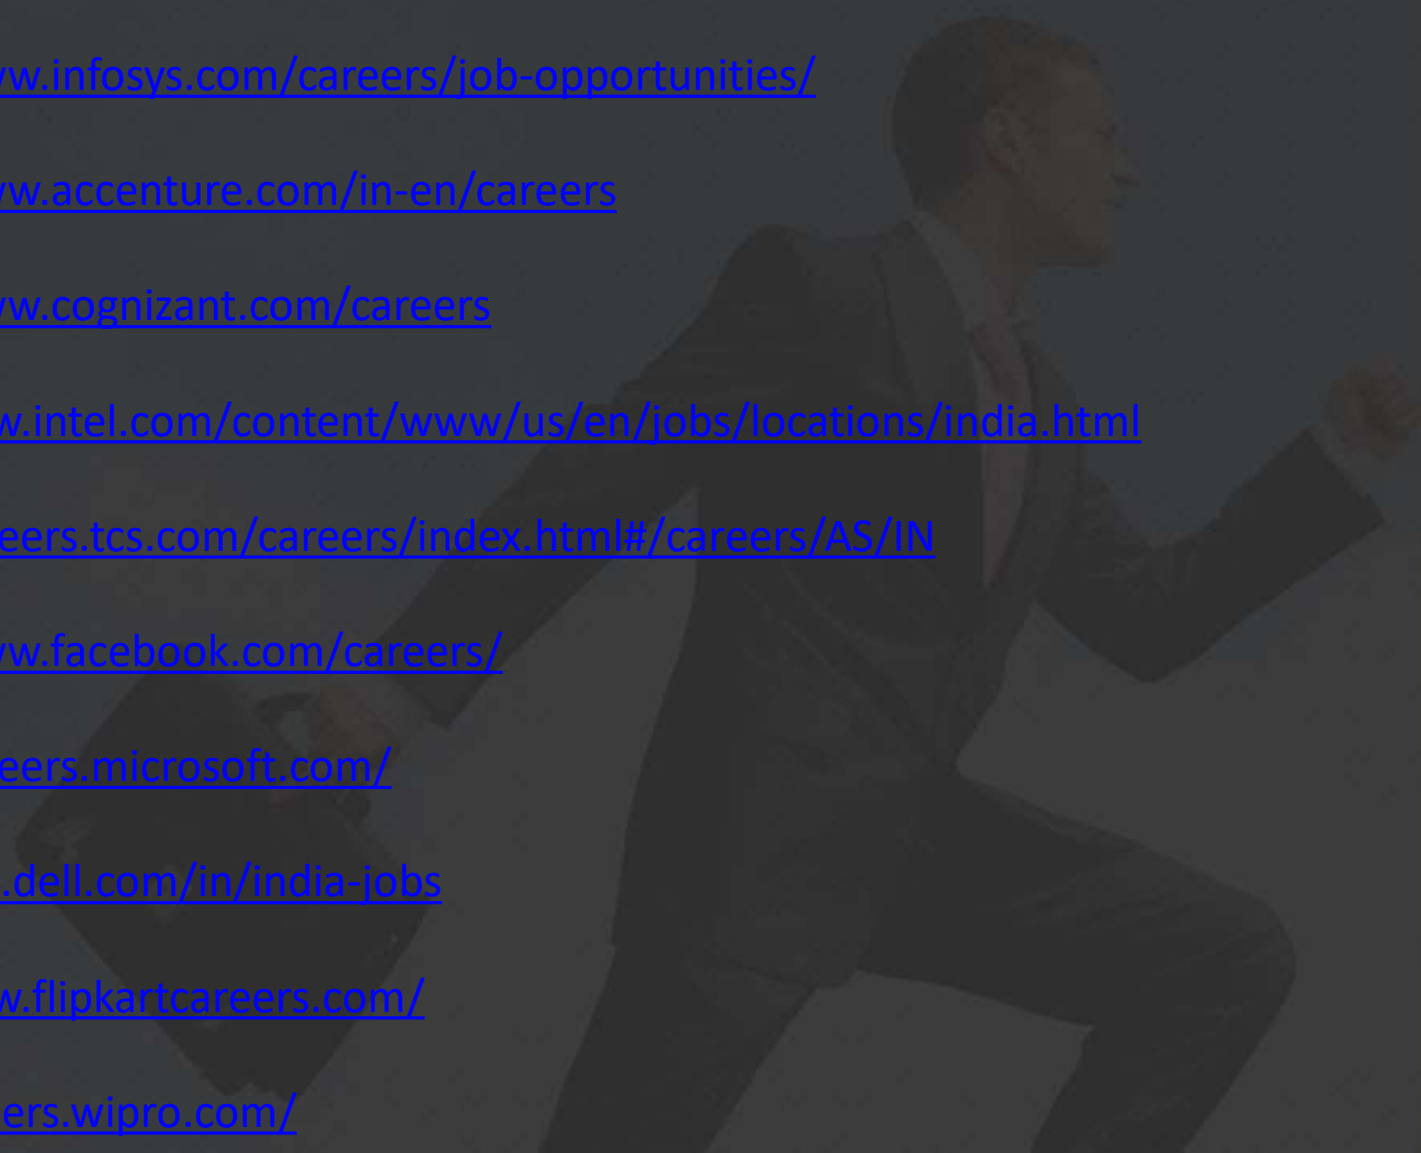 w.infosys.com/careers/job-opportunities/
w.accenture.com/in-en/careers
w.cognizant.com/careers
w.intel.com/content/www/us/en/jobs/locations/india.html
eers.tcs.com/careers/index.html#/careers/AS/IN
w.facebook.com/careers/
eers.microsoft.com/
.dell.com/in/india-jobs
w.flipkartcareers.com/
ers.wipro.com/